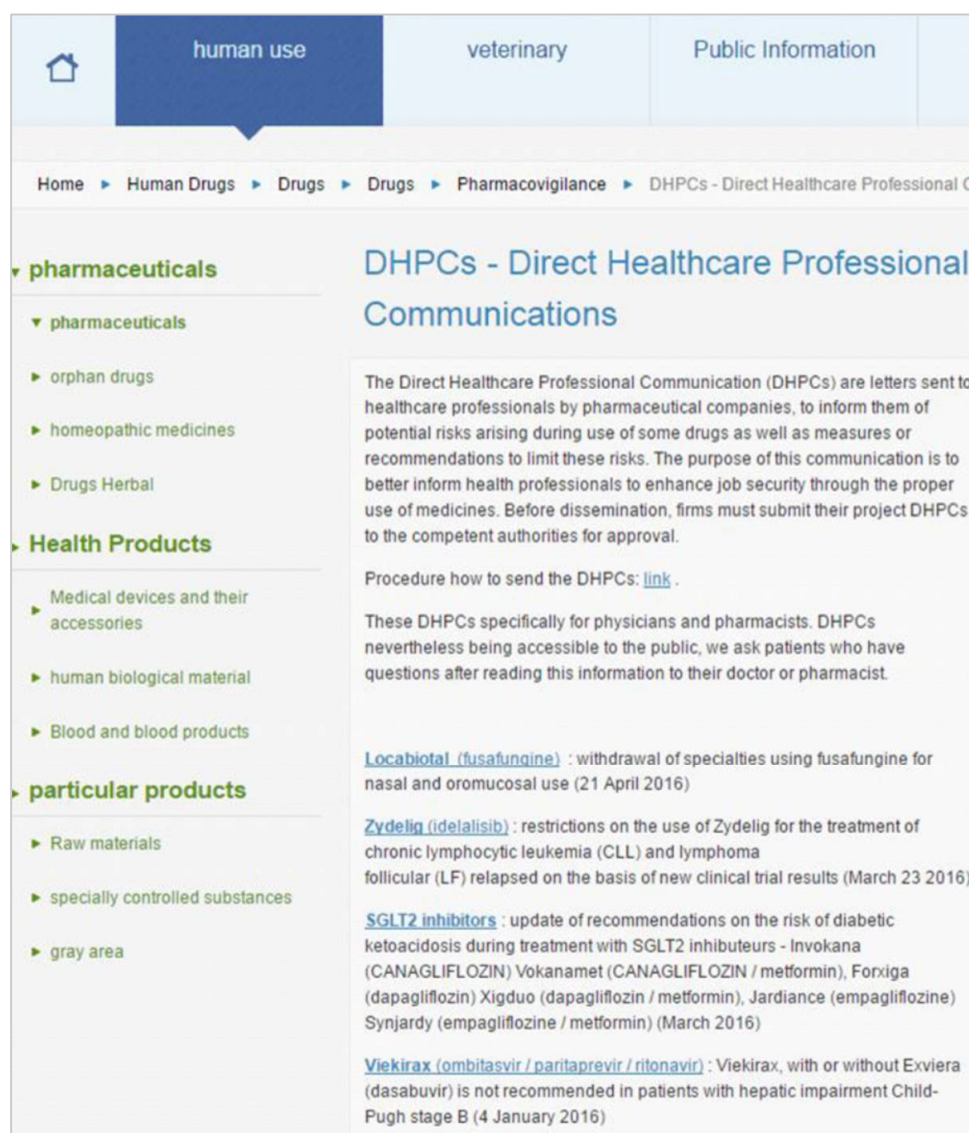 human use
veterinary
Public Information
Home ► Human Drugs ► Drugs ► Drugs ► Pharmacovigilance ► DHPCs - Direct Healthcare Professional
pharmaceuticals
pharmaceuticals
orphan drugs
homeopathic medicines
Drugs Herbal
Health Products
Medical devices and their
accessories
human biological material
Blood and blood products
particular products
Raw materials
specially controlled substances
gray area
DHPCs - Direct Healthcare Professional
Communications
The Direct Healthcare Professional Communication (DHPCs) are letters sent to
healthcare professionals by pharmaceutical companies, to inform them of
potential risks arising during use of some drugs as well as measures or
recommendations to limit these risks. The purpose of this communication is to
better inform health professionals to enhance job security through the proper
use of medicines. Before dissemination, firms must submit their project DHPCs
to the competent authorities for approval.
Procedure how to send the DHPCs: link .
These DHPCs specifically for physicians and pharmacists. DHPCs
nevertheless being accessible to the public, we ask patients who have
questions after reading this information to their doctor or pharmacist.
Locabiotal (fusafungine) : withdrawal of specialties using fusafungine for
nasal and oromucosal use (21 April 2016)
Zydelig (idelalisib) : restrictions on the use of Zydelig for the treatment of
chronic lymphocytic leukemia (CLL) and lymphoma
follicular (LF) relapsed on the basis of new clinical trial results (March 23 2016)
SGLT2 inhibitors : update of recommendations on the risk of diabetic
ketoacidosis during treatment with SGLT2 inhibuteurs - Invokana
(CANAGLIFLOZIN) Vokanamet (CANAGLIFLOZIN / metformin), Forxiga
(dapagliflozin) Xigduo (dapagliflozin / metformin), Jardiance (empagliflozine)
Synjardy (empagliflozine / metformin) (March 2016)
Viekirax (ombitasvir / paritaprevir / ritonavir) : Viekirax, with or without Exviera
(dasabuvir) is not recommended in patients with hepatic impairment Child-
Pugh stage B (4 January 2016)